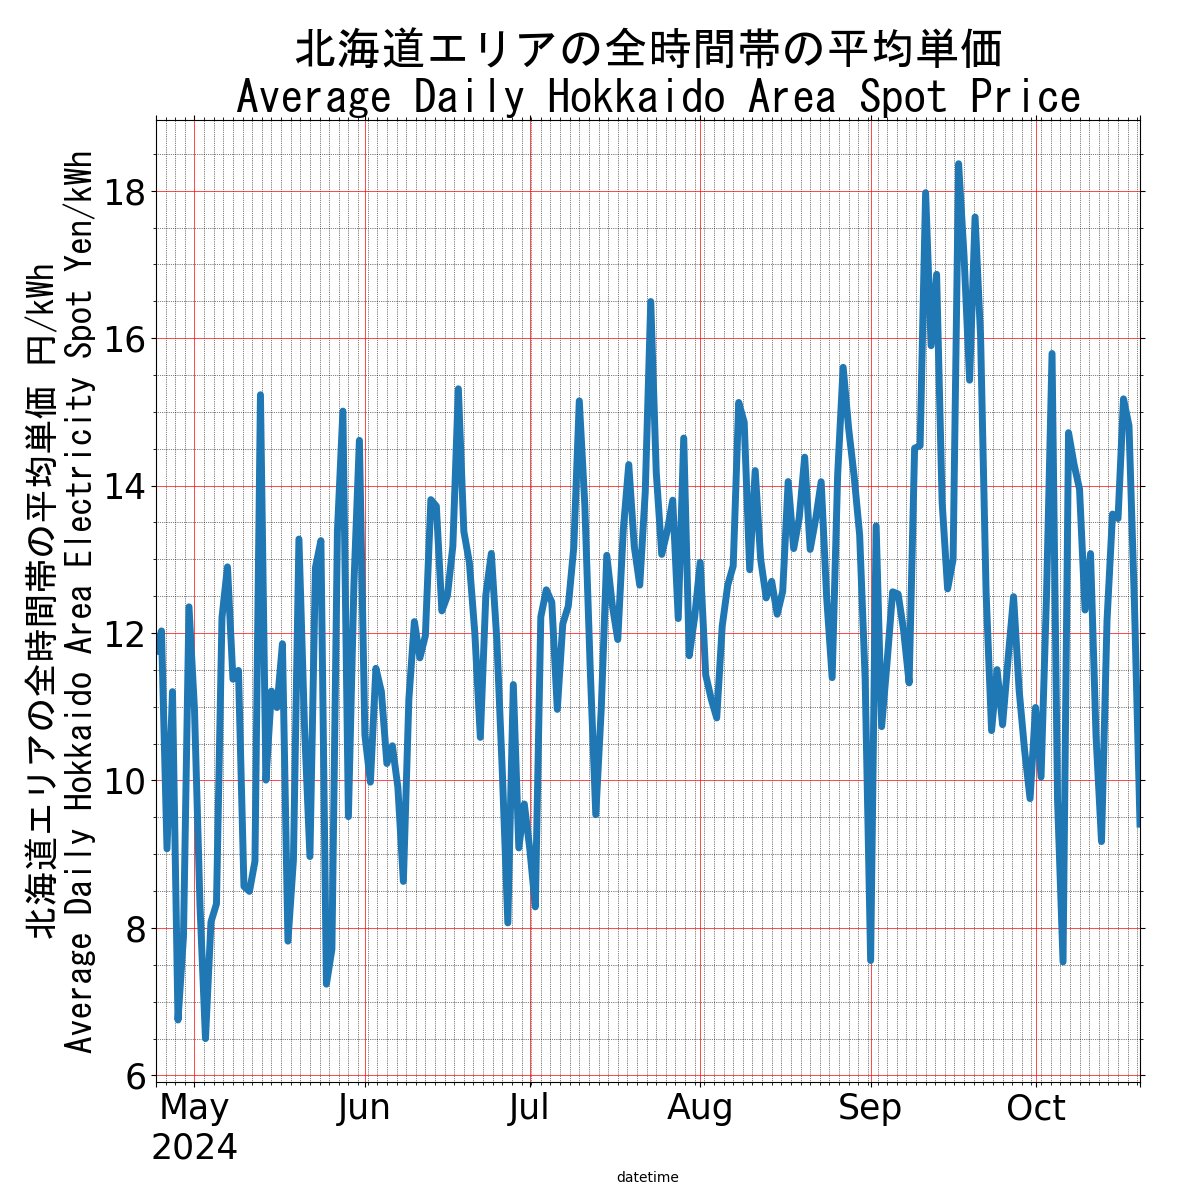 北海道エリアの全時間帯の平均単価
Average Daily Hokkaido Area Spot Price
北海道エリアの全時間帯の平均単価 円/kWh
Average Daily Hokkaido Area Electricity Spot Yen/kWh
18
16
14
12
10
8
6
May
2024
Jun
Jul
Aug
Sep
Oct
datetime